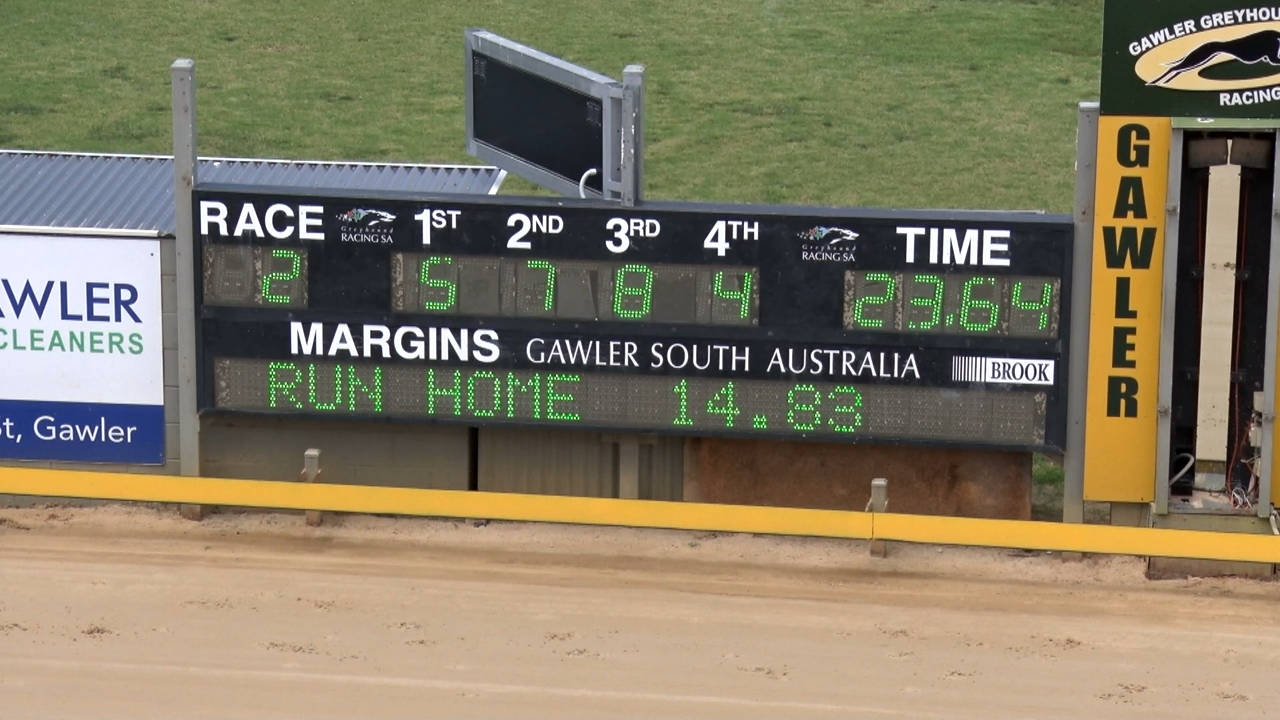 GAWLER GREYHOU
RACING
GAWLER
RACE Greyhound RACING SA 1ST 2ND 3RD 4TH Greyhound RACING SA TIME
2 5 7 8 4 23.64
MARGINS GAWLER SOUTH AUSTRALIA BROOK
RUN HOME 14.83
AWLER
CLEANERS
St, Gawler